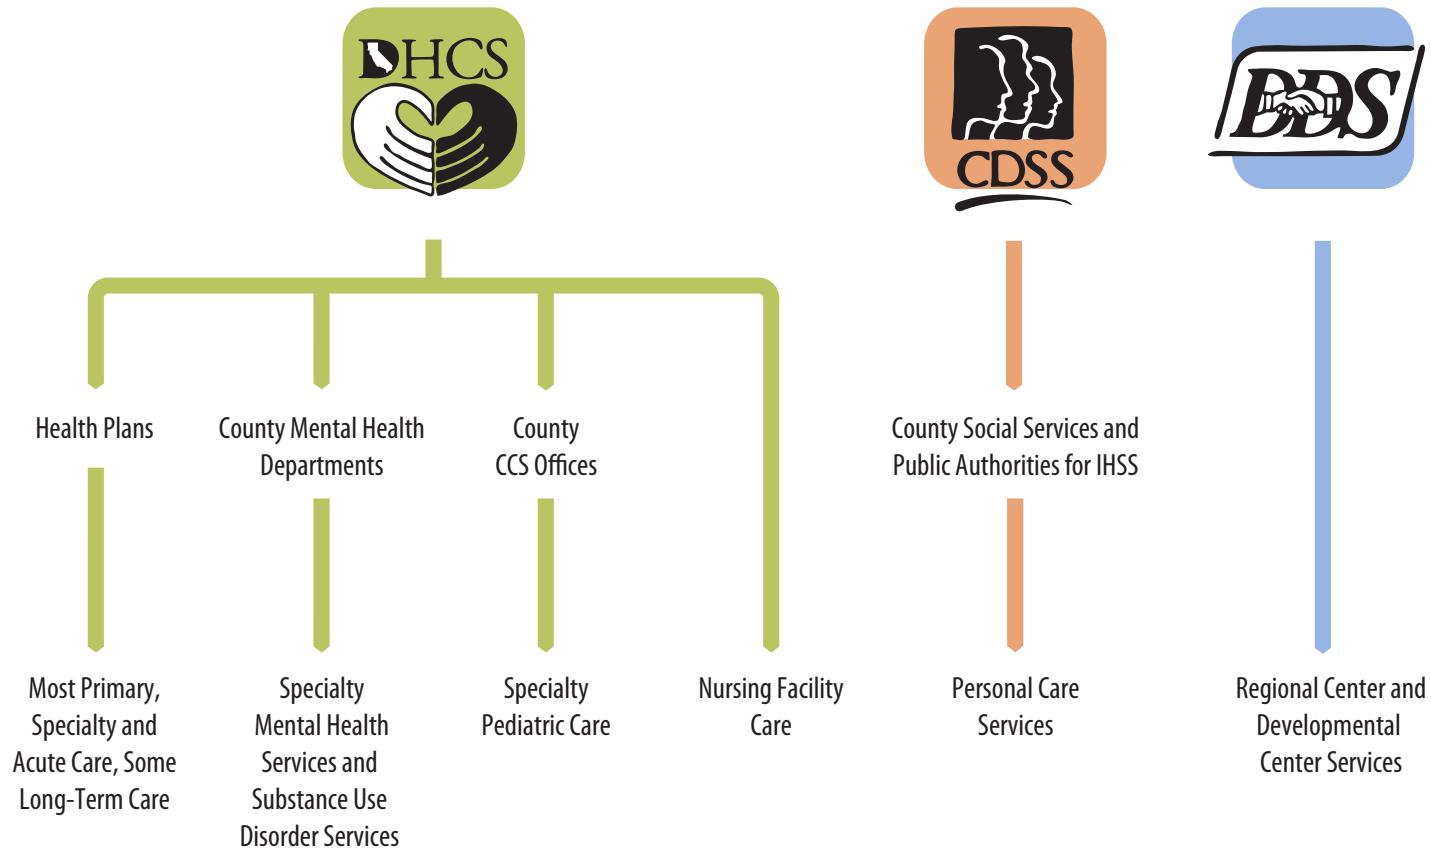 DHCS
CDSS
DDS
Health Plans
County Mental Health
Departments
County
CCS Offices
County Social Services and
Public Authorities for IHSS
Most Primary,
Specialty and
Acute Care, Some
Long-Term Care
Specialty
Mental Health
Services and
Substance Use
Disorder Services
Specialty
Pediatric Care
Nursing Facility
Care
Personal Care
Services
Regional Center and
Developmental
Center Services